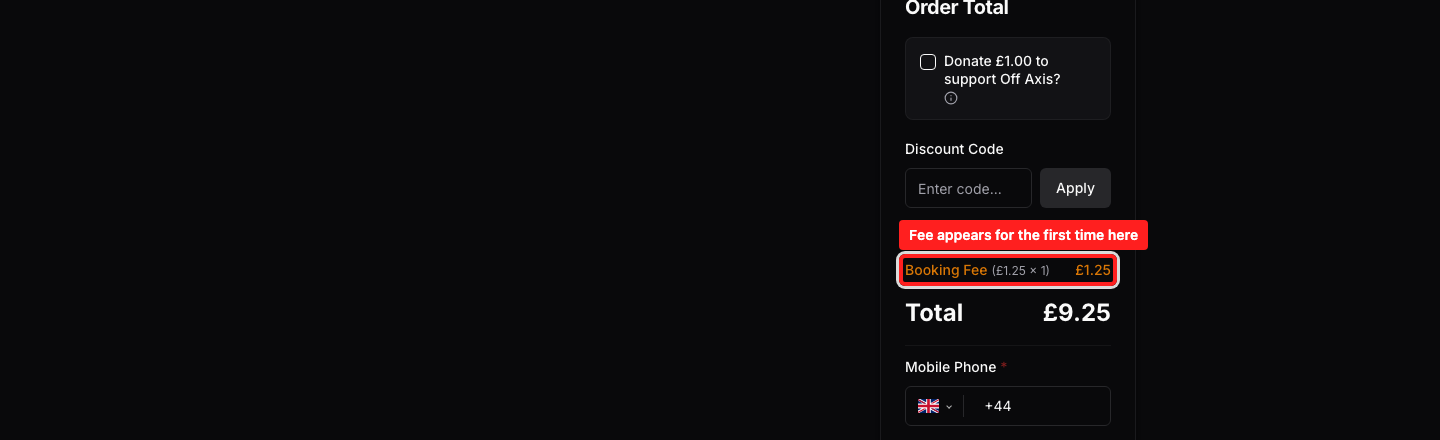 Order Total
Donate £1.00 to
support Off Axis?
Discount Code
Enter code...
Apply
Fee appears for the first time here
Booking Fee (£1.25 × 1) £1.25
Total £9.25
Mobile Phone *
+44